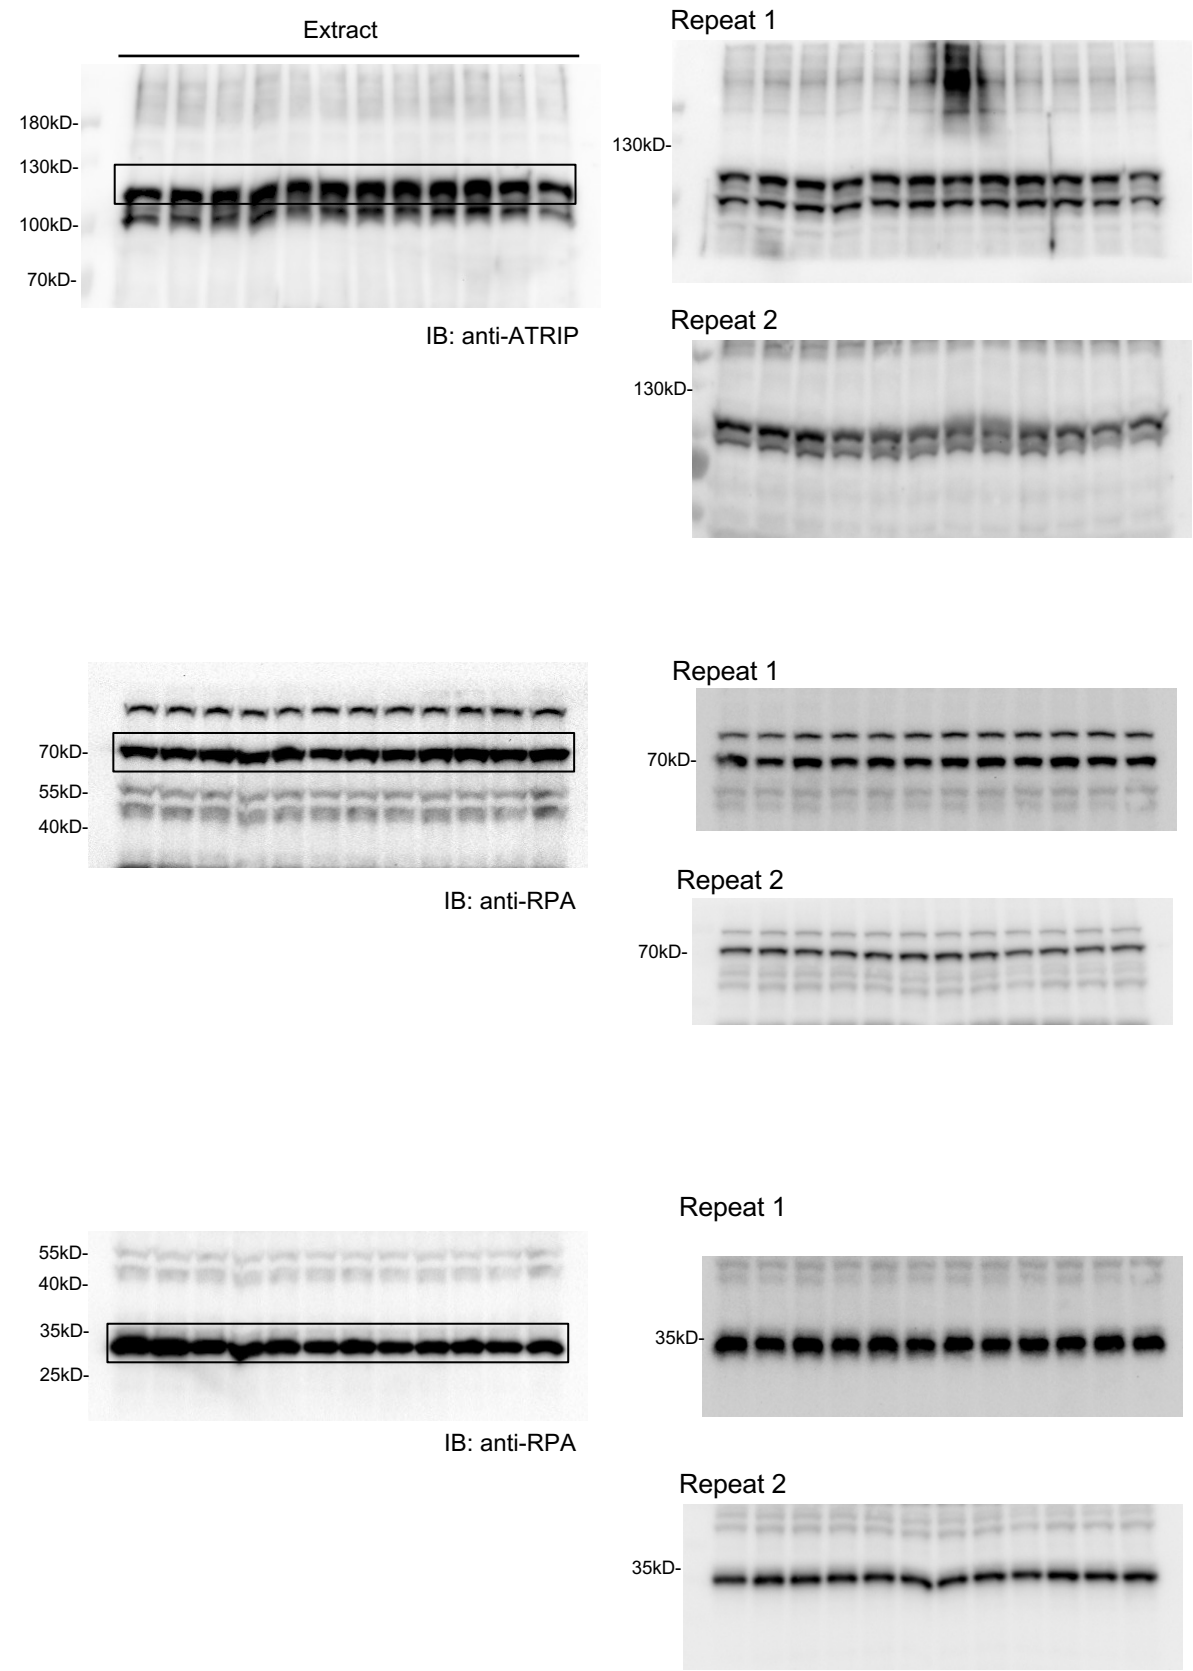 Extract
180kD-
130kD-
100kD-
70kD-
IB: anti-ATRIP
Repeat 1
130kD-
Repeat 2
130kD-
70kD-
55kD-
40kD-
IB: anti-RPA
Repeat 1
70kD-
Repeat 2
70kD-
55kD-
40kD-
35kD-
25kD-
IB: anti-RPA
Repeat 1
35kD-
Repeat 2
35kD-